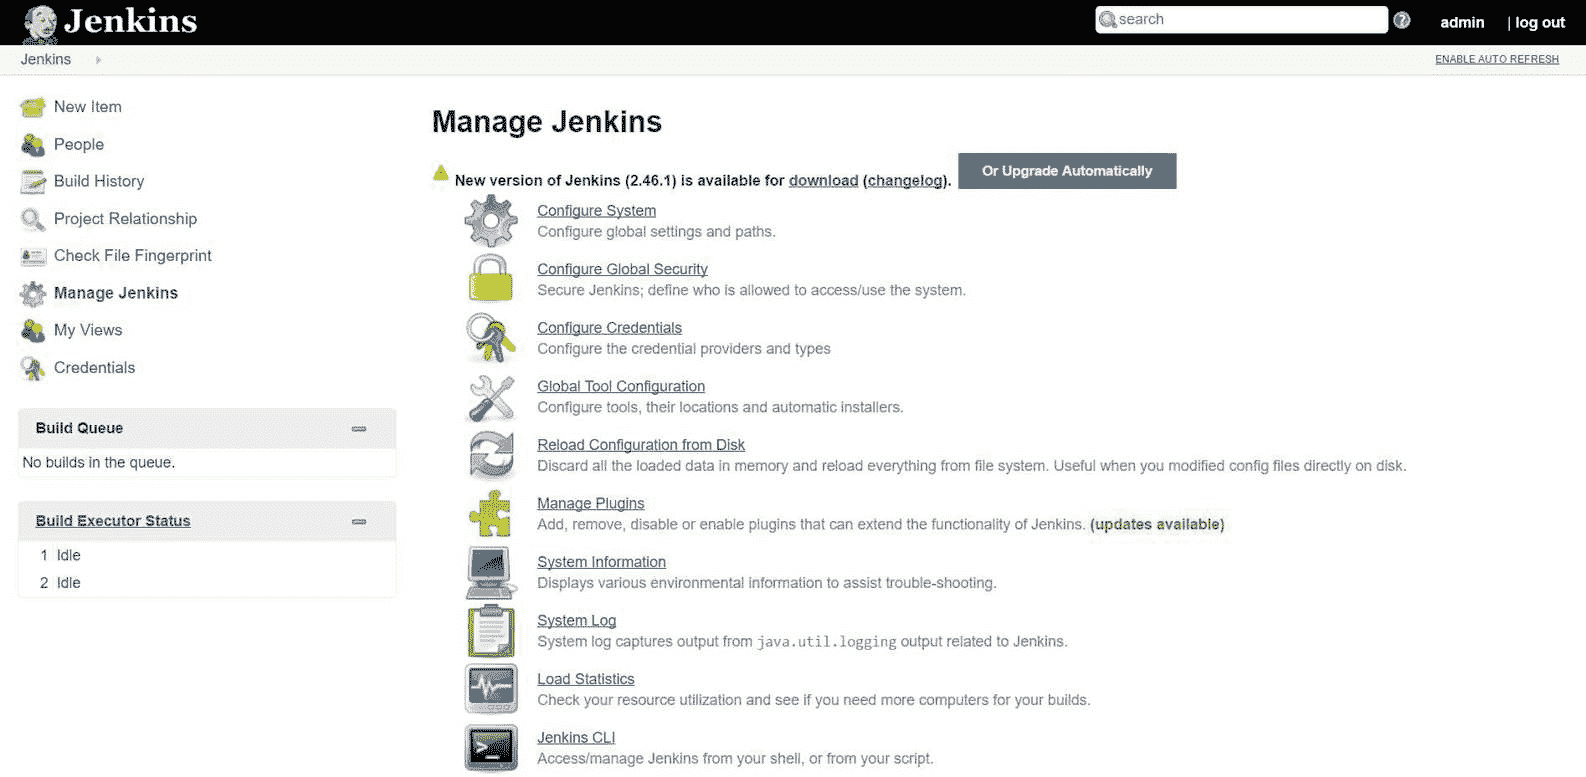 Jenkins
search
admin | log out
Jenkins
ENABLE AUTO REFRESH
New Item
People
Build History
Project Relationship
Check File Fingerprint
Manage Jenkins
My Views
Credentials
Build Queue
No builds in the queue.
Build Executor Status
1 Idle
2 Idle
Manage Jenkins
New version of Jenkins (2.46.1) is available for download (changelog). Or Upgrade Automatically
Configure System
Configure global settings and paths.
Configure Global Security
Secure Jenkins; define who is allowed to access/use the system.
Configure Credentials
Configure the credential providers and types
Global Tool Configuration
Configure tools, their locations and automatic installers.
Reload Configuration from Disk
Discard all the loaded data in memory and reload everything from file system. Useful when you modified config files directly on disk.
Manage Plugins
Add, remove, disable or enable plugins that can extend the functionality of Jenkins. (updates available)
System Information
Displays various environmental information to assist trouble-shooting.
System Log
System log captures output from java.util.logging output related to Jenkins.
Load Statistics
Check your resource utilization and see if you need more computers for your builds.
Jenkins CLI
Access/manage Jenkins from your shell, or from your script.